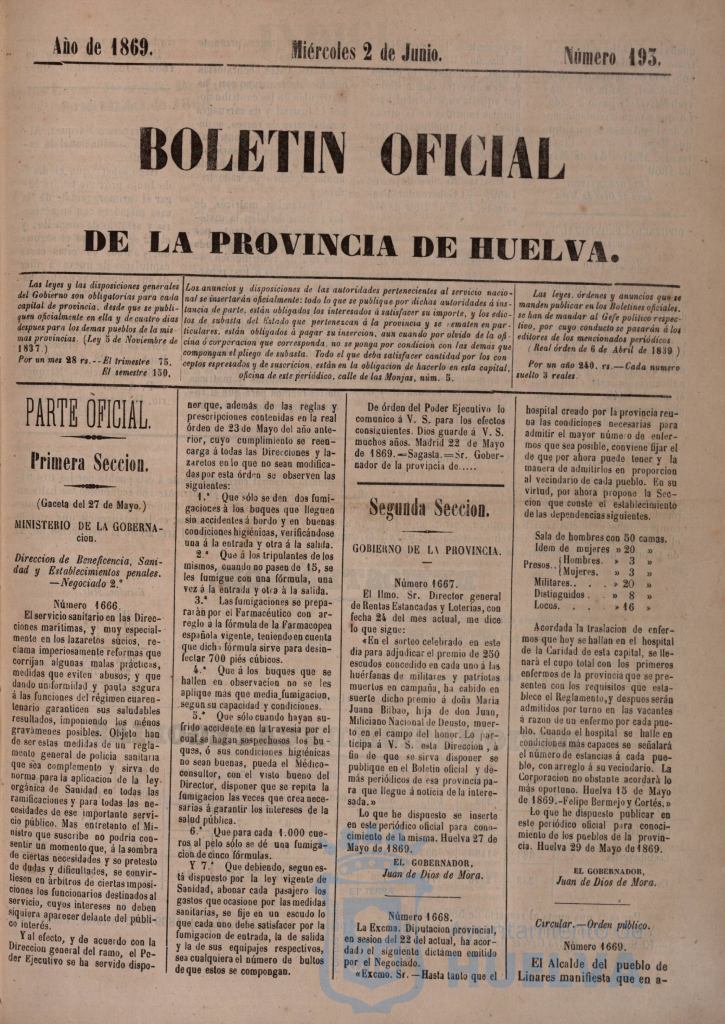 Año de 1869.
Miércoles 2 de Junio.
Número 193.
BOLETIN OFICIAL
DE LA PROVINCIA DE HUELVA.
Las leyes y las disposiciones generales
del Gobierno son obligatorias para cada
capital de provincia, desde que se publi-
quen oficialmente en ella y de cuatro dias
despues para los demas pueblos de la mis-
mas provincias. (Ley 5 de Noviembre de
1837)
Por un mes 28 rs.--El trimestre 75.
El semestre 150.
Los anuncios y disposiciones de las autoridades pertenecientes al servicio nacio-
nal se insertarán oficialmente: todo lo que se publique por dichas autoridades á ins-
tancia de parte, están obligados los interesados á satisfacer su importe, y los edic-
tos de subasta del Estado que pertenezcan á la provincia y se rematen en par-
ticulares, están obligados á pagar su insercion, aun cuando por olvido de la ofi-
cina ó corporacion que corresponda, no se ponga por condicion con las demas que
compongan el pliego de subasta. Todo el que deba satisfacer cantidad por los con-
ceptos espresados y de suscricion, están en la obligacion de hacerlo en esta capital,
oficina de este periódico, calle de las Monjas, núm. 5.
Las leyes, órdenes y anuncios que se
manden publicar en los Boletines oficiales,
se han de mandar al Gefe político respec-
tivo, por cuyo conducto se pasarán á los
editores de los mencionados periódicos
(Real órden de 6 de Abril de 1839)
Por un año 240. rs.—Cada número
suelto 3 reales.
PARTE OFICIAL.
Primera Seccion.
(Gaceta del 27 de Mayo.)
MINISTERIO DE LA GOBERNA-
cion.
Direccion de Beneficencia, Sani-
dad y Establecimientos penales.
—Negociado 2.°
Número 1666.
El servicio sanitario en las Direc-
ciones marítimas, y muy especial-
mente en los lazaretos sucios, re-
clama imperiosamente reformas que
corrijan algunas malas prácticas,
medidas que eviten abusos; y que
dando uniformidad y pauta segura
á las funciones del régimen cuaren-
tenario garanticen sus saludables
resultados, imponiendo los ménos
gravámenes posibles. Objeto han
de ser estas medidas de un regla-
mento general de policía sanitaria
que sea complemento y sirva de
norma para la aplicacion de la ley
orgánica de Sanidad en todas las
ramificaciones y para todas las ne-
cesidades de ese importante servi-
cio público. Mas entretanto el Mi-
nistro que suscribe no podria con-
sentir un momento que, á la sombra
de ciertas necesidades y so pretesto
de dudas y dificultades, se convir-
tiesen en árbitros de ciertas imposi-
ciones los funcionarios destinados al
servicio, cuyos intereses no deben
siquiera aparecer delante del públi-
co interés.
Y al efecto, y de acuerdo con la
Direccion general del ramo, el Po-
der Ejecutivo se ha servido dispo-
ner que, además de las reglas y
prescripciones contenidas en la real
órden de 23 de Mayo del año ante-
rior, cuyo cumplimiento se reen-
carga á todas las Direcciones y la-
zaretos en lo que no sean modifica-
das por esta órden se observen las
siguientes:
1.ª Que sólo se den dos fumi-
gaciones á los buques que lleguen
sin accidentes á bordo y en buenas
condiciones higiénicas, verificándose
una á la entrada y otra á la salida.
2.ª Que á los tripulantes de los
mismos, cuando no pasen de 15, se
les fumigue con una fórmula, una
vez á la entrada y otra á la salida.
3.ª Las fumigaciones se prepa-
rarán por el Farmacéutico con arre-
glo á la fórmula de la Farmacopea
española vigente, teniendo en cuenta
que dicha fórmula sirve para desin-
fectar 700 piés cúbicos.
4.ª Que á los buques que se
hallen en observacion no se les
aplique mas que media fumigacion,
segun su capacidad y condiciones.
5.ª Que sólo cuando hayan su-
frido accidente en la travesia por el
cual se hagan sospechosos los bu-
ques, ó sus condiciones higiénicas
no sean buenas, pueda el Médico-
consultor, con el visto bueno del
Director, disponer que se repita la
fumigacion las veces que crea nece-
sarias á garantir los intereses de la
salud pública.
6.ª Que para cada 1.000 cue-
ros al pelo sólo se dé una fumiga-
cion de cinco fórmulas.
Y 7.ª Que debiendo, segun es-
tá dispuesto por la ley vigente de
Sanidad, abonar cada pasajero los
gastos que ocasione por las medidas
sanitarias, se fije en un escudo lo
que cada uno debe satisfacer por la
fumigacion de entrada, la de salida
y la de sus equipajes respectivos,
sea cualquiera el número de bultos
de que estos se compongan.
De órden del Poder Ejecutivo lo
comunico á V. S. para los efectos
consiguientes. Dios guarde á V. S.
muchos años. Madrid 22 de Mayo
de 1869.—Sagasta.—Sr. Gober-
nador de la provincia de.....
Segunda Seccion.
GOBIERNO DE LA PROVINCIA.
Número 1667.
El Ilmo. Sr. Director general
de Rentas Estancadas y Loterías, con
fecha 24 del mes actual, me dice
lo que sigue:
«En el sorteo celebrado en este
dia para adjudicar el premio de 250
escudos concedido en cada uno á las
huérfanas de militares y patriotas
muertos en campaña, ha cabido en
suerte dicho premio á doña María
Juana Bilbao, hija de don Juan,
Miliciano Nacional de Deusto, muer-
to en el campo del honor. Lo par-
ticipa á V. S. esta Direccion, á
fin de que se sirva disponer se
publique en el Boletin oficial y de-
más periódicos de esa provincia pa-
ra que llegue á noticia de la intere-
sada.»
Lo que he dispuesto se inserte
en este periódico oficial para cono-
cimiento de la misma. Huelva 27 de
Mayo de 1869.
EL GOBERNADOR,
Juan de Dios de Mora.
Número 1668.
La Excma. Diputacion provincial,
en sesion del 22 del actual, ha acor-
dado el siguiente dictámen emitido
por el Negociado.
«Excmo. Sr.—Hasta tanto que el
hospital creado por la provincia reu-
na las condiciones necesarias para
admitir el mayor número de enfer-
mos que sea posible, conviene fijar el
de que por ahora puede tener y la
manera de admitirlos en proporcion
al vecindario de cada pueblo. En su
virtud, por ahora propone la Sec-
cion que conste el establecimiento
de las dependencias siguientes.
Sala de hombres con 50 camas.
Idem de mujeres » 20 »
Presos.. (Hombres. » 3 »
(Mujeres. » 3 »
Militares. . . . » 20 »
Distinguidos. . » 8 »
Locos. . . . » 16 »
Acordada la traslacion de enfer-
mos que hoy se hallan en el hospital
de la Caridad de esta capital, se lle-
nará el cupo total con los primeros
enfermos de la provincia que se pre-
senten con los requisitos que esta-
blece el Reglamento, y despues serán
admitidos por turno en las vacantes
á razon de un enfermo por cada pue-
blo. Cuando el hospital se halle en
condiciones más capaces se señalará
el número de estancias á cada pue-
blo, con arreglo á su vecindario. La
Corporacion no obstante acordará lo
más oportuno. Huelva 15 de Mayo
de 1869.-Felipe Bermejo y Cortés.»
Lo que he dispuesto publicar en
este periódico oficial para co-
nocimiento de los pueblos de la provin-
cia. Huelva 29 de Mayo de 1869.
EL GOBERNADOR,
Juan de Dios de Mora.
Circular.—Orden público.
Número 1669.
El Alcalde del pueblo de
Linares manifiesta que en a-